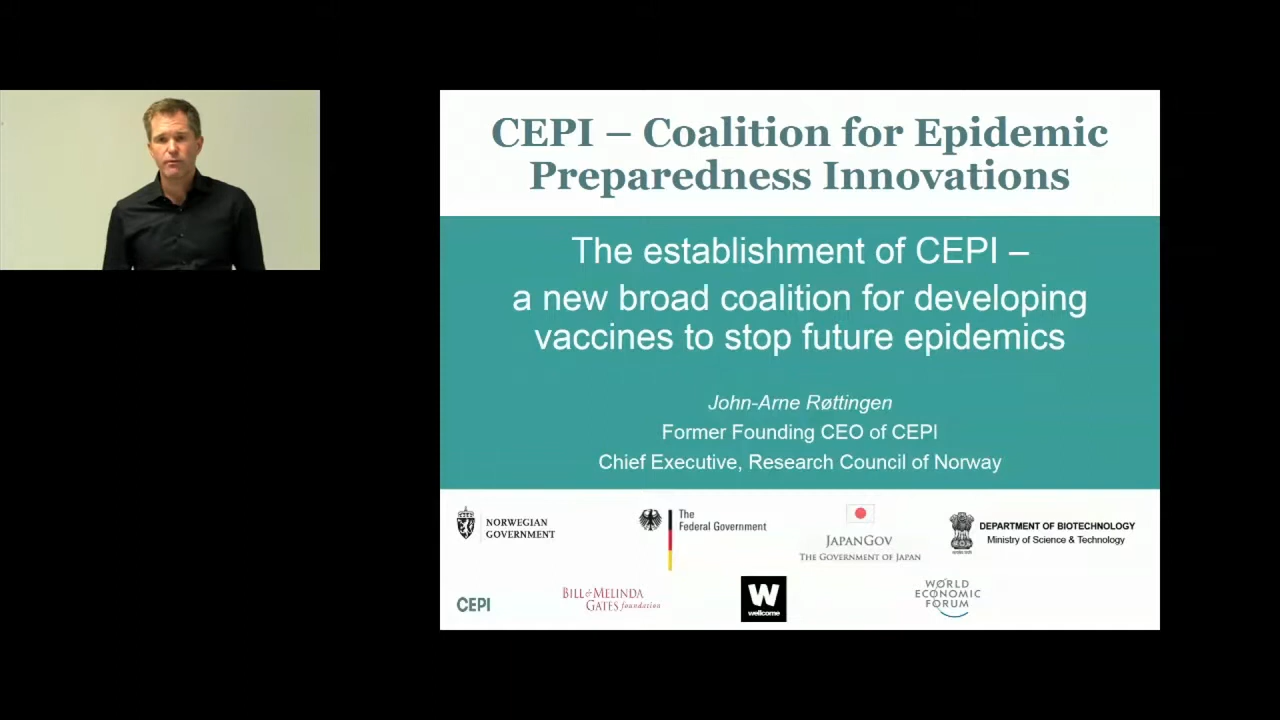 CEPI – Coalition for Epidemic
Preparedness Innovations
The establishment of CEPI –
a new broad coalition for developing
vaccines to stop future epidemics
John-Arne Røttingen
Former Founding CEO of CEPI
Chief Executive, Research Council of Norway
NORWEGIAN
GOVERNMENT
The
Federal Government
JAPANGOV
THE GOVERNMENT OF JAPAN
DEPARTMENT OF BIOTECHNOLOGY
Ministry of Science & Technology
CEPI
BILL & MELINDA
GATES foundation
W
wellcome
WORLD
ECONOMIC
FORUM